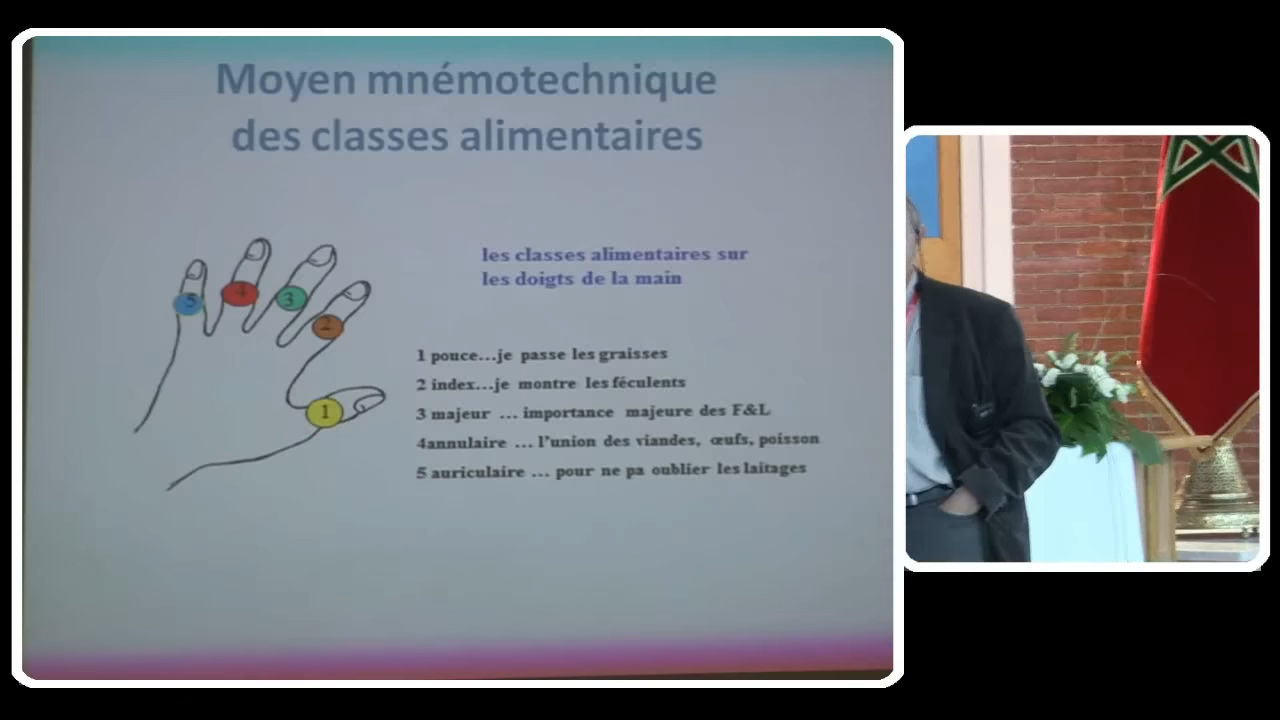 Moyen mnémotechnique
des classes alimentaires
les classes alimentaires sur
les doigts de la main
5
4
3
2
1
1 pouce...je passe les graisses
2 index...je montre les féculents
3 majeur ... importance majeure des F&L
4annulaire ... l'union des viandes, œufs, poisson
5 auriculaire ... pour ne pa oublier les laitages